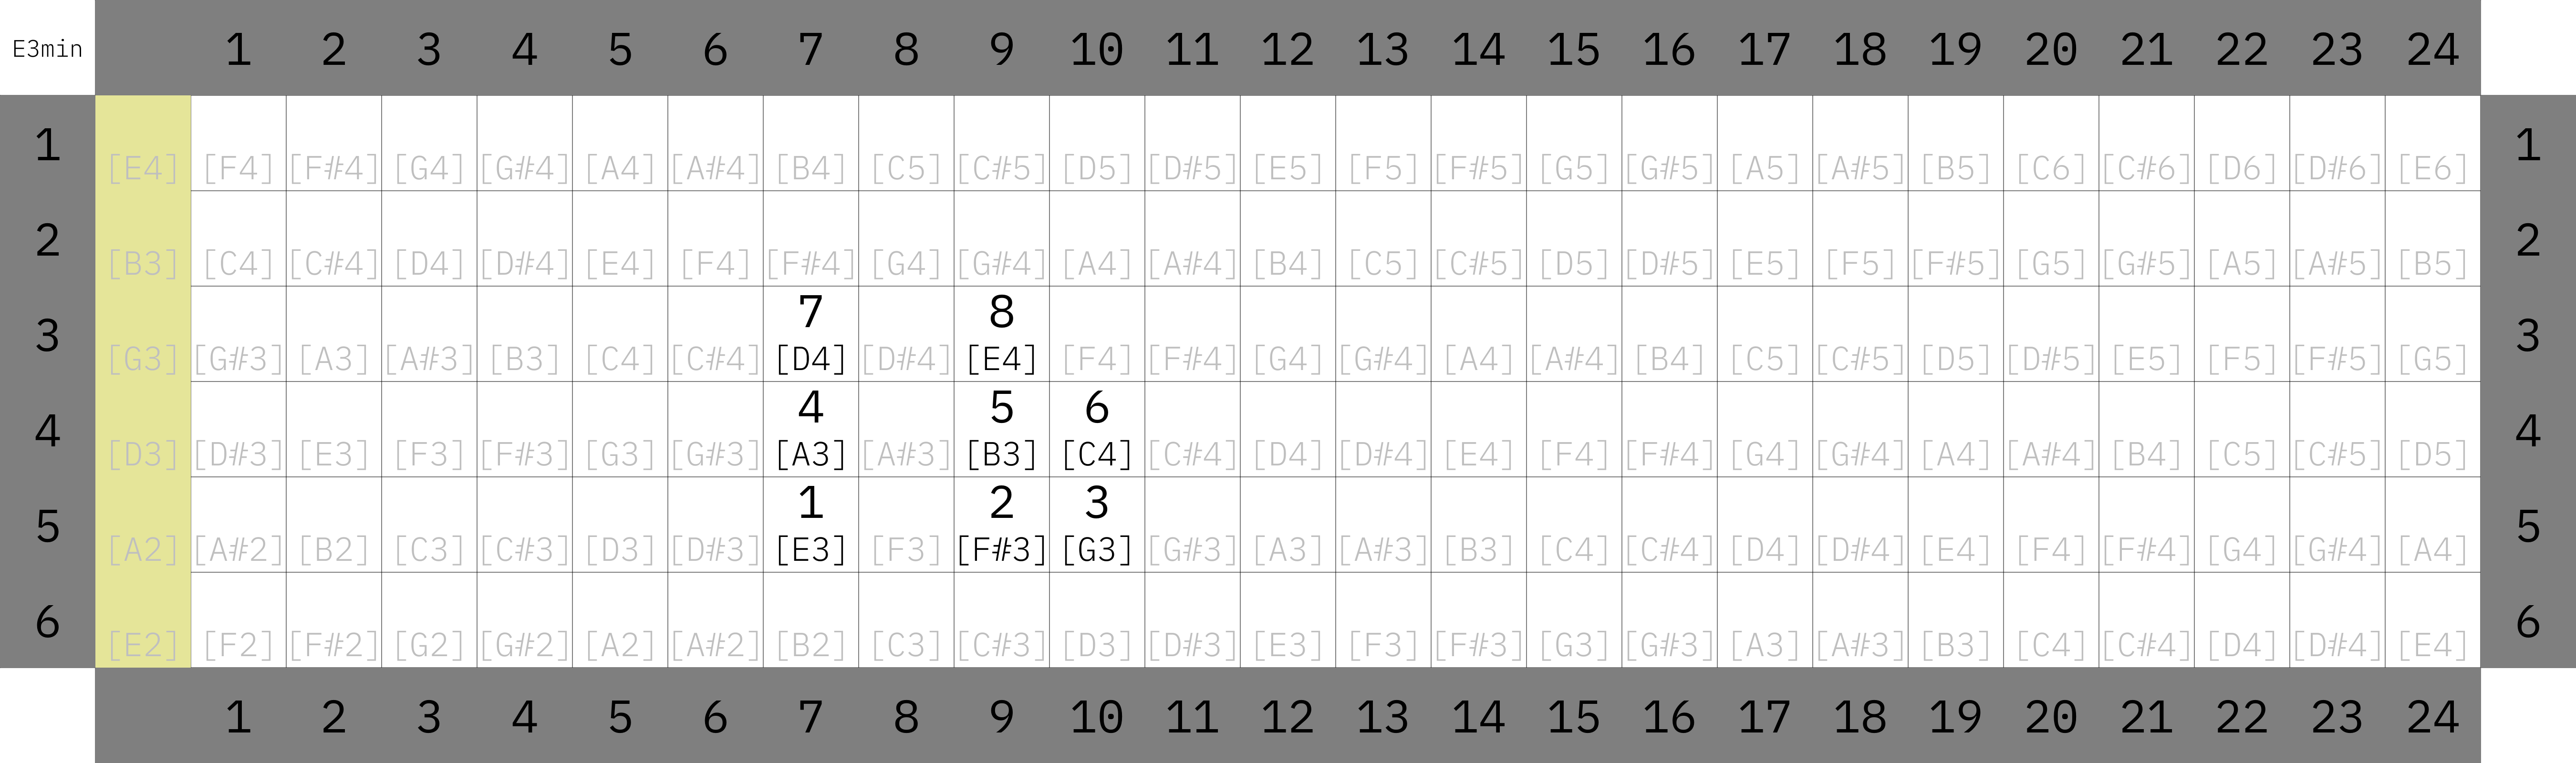 E3min 1 2 3 4 5 6 7 8 9 10 11 12 13 14 15 16 17 18 19 20 21 22 23 24
1 [E4] [F4] [F#4] [G4] [G#4] [A4] [A#4] [B4] [C5] [C#5] [D5] [D#5] [E5] [F5] [F#5] [G5] [G#5] [A5] [A#5] [B5] [C6] [C#6] [D6] [D#6] [E6] 1
2 [B3] [C4] [C#4] [D4] [D#4] [E4] [F4] [F#4] [G4] [G#4] [A4] [A#4] [B4] [C5] [C#5] [D5] [D#5] [E5] [F5] [F#5] [G5] [G#5] [A5] [A#5] [B5] 2
7 8
3 [G3] [G#3] [A3] [A#3] [B3] [C4] [C#4] [D4] [D#4] [E4] [F4] [F#4] [G4] [G#4] [A4] [A#4] [B4] [C5] [C#5] [D5] [D#5] [E5] [F5] [F#5] [G5] 3
4 5 6
4 [D3] [D#3] [E3] [F3] [F#3] [G3] [G#3] [A3] [A#3] [B3] [C4] [C#4] [D4] [D#4] [E4] [F4] [F#4] [G4] [G#4] [A4] [A#4] [B4] [C5] [C#5] [D5] 4
1 2 3
5 [A2] [A#2] [B2] [C3] [C#3] [D3] [D#3] [E3] [F3] [F#3] [G3] [G#3] [A3] [A#3] [B3] [C4] [C#4] [D4] [D#4] [E4] [F4] [F#4] [G4] [G#4] [A4] 5
6 [E2] [F2] [F#2] [G2] [G#2] [A2] [A#2] [B2] [C3] [C#3] [D3] [D#3] [E3] [F3] [F#3] [G3] [G#3] [A3] [A#3] [B3] [C4] [C#4] [D4] [D#4] [E4] 6
1 2 3 4 5 6 7 8 9 10 11 12 13 14 15 16 17 18 19 20 21 22 23 24